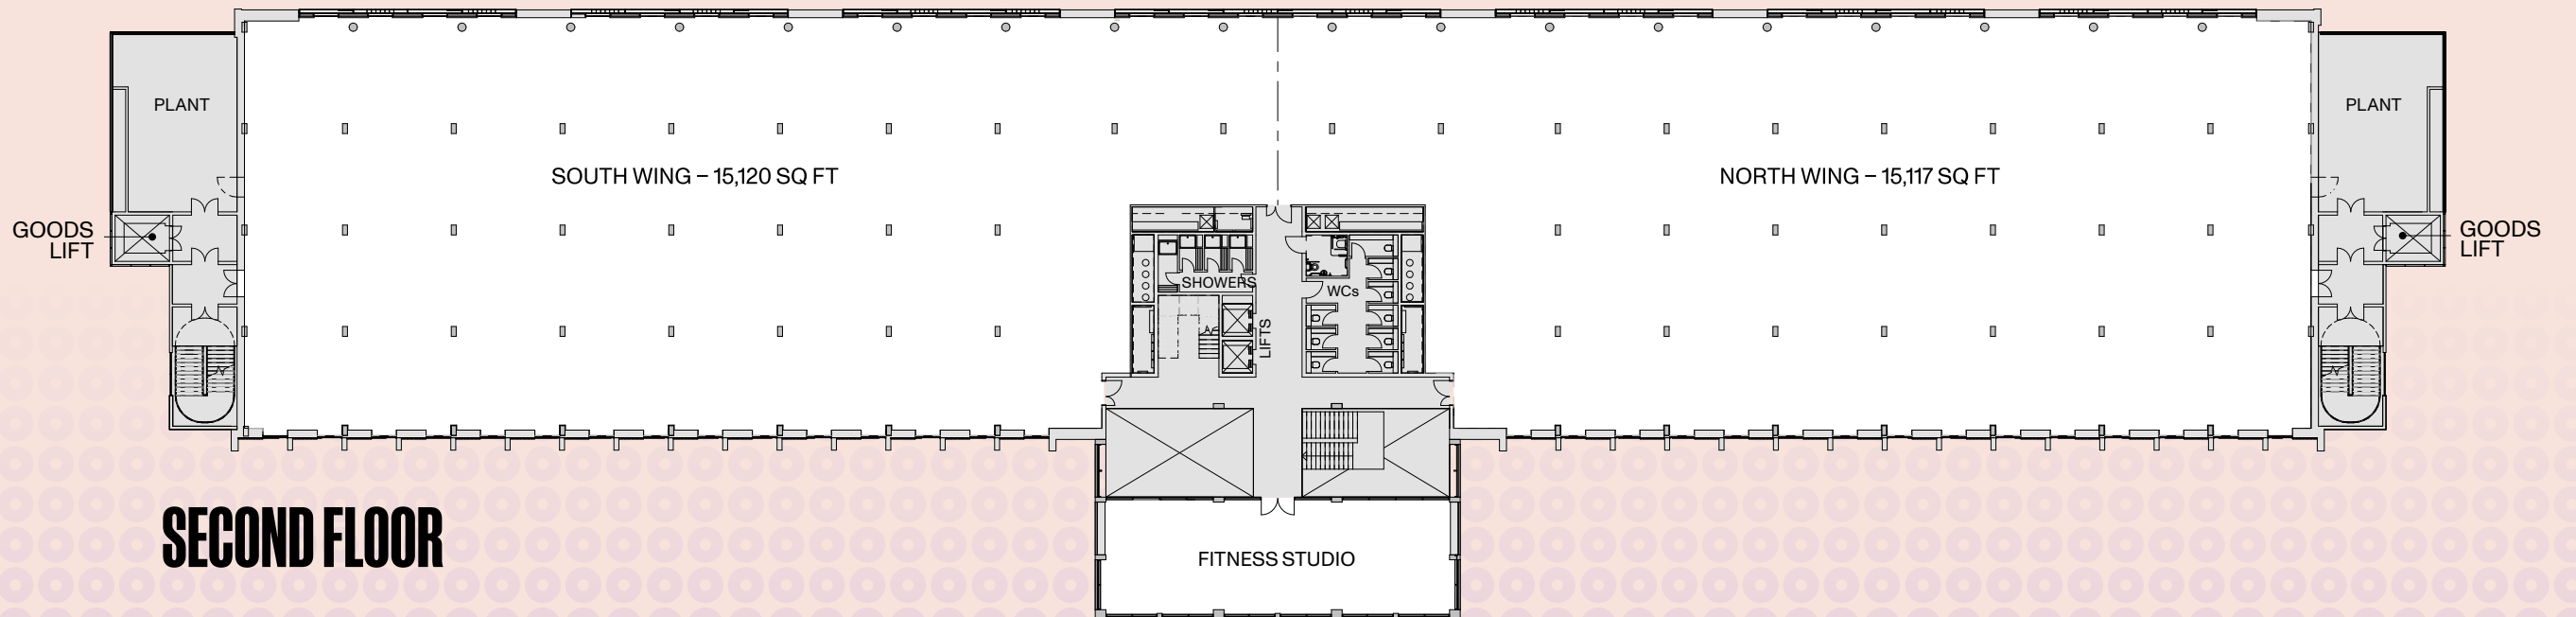 PLANT
PLANT
SOUTH WING – 15,120 SQ FT
NORTH WING – 15,117 SQ FT
GOODS
LIFT
GOODS
LIFT
SHOWERS
WCs
LIFTS
SECOND FLOOR
FITNESS STUDIO